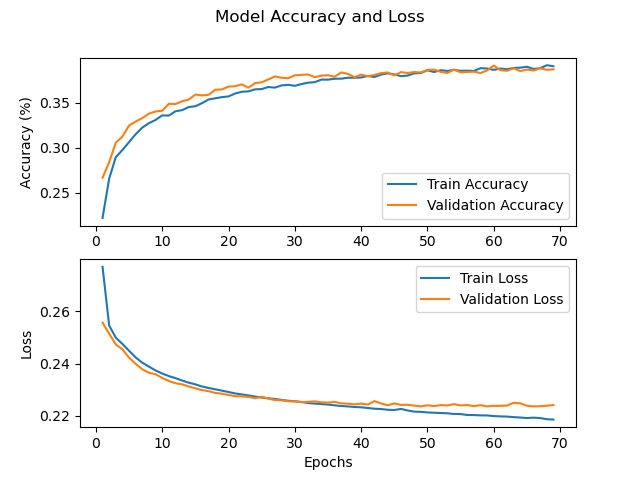 Model Accuracy and Loss
Accuracy (%)
0.35
0.30
0.25
Train Accuracy
Validation Accuracy
0 10 20 30 40 50 60 70
Loss
0.26
0.24
0.22
Train Loss
Validation Loss
0 10 20 30 40 50 60 70
Epochs